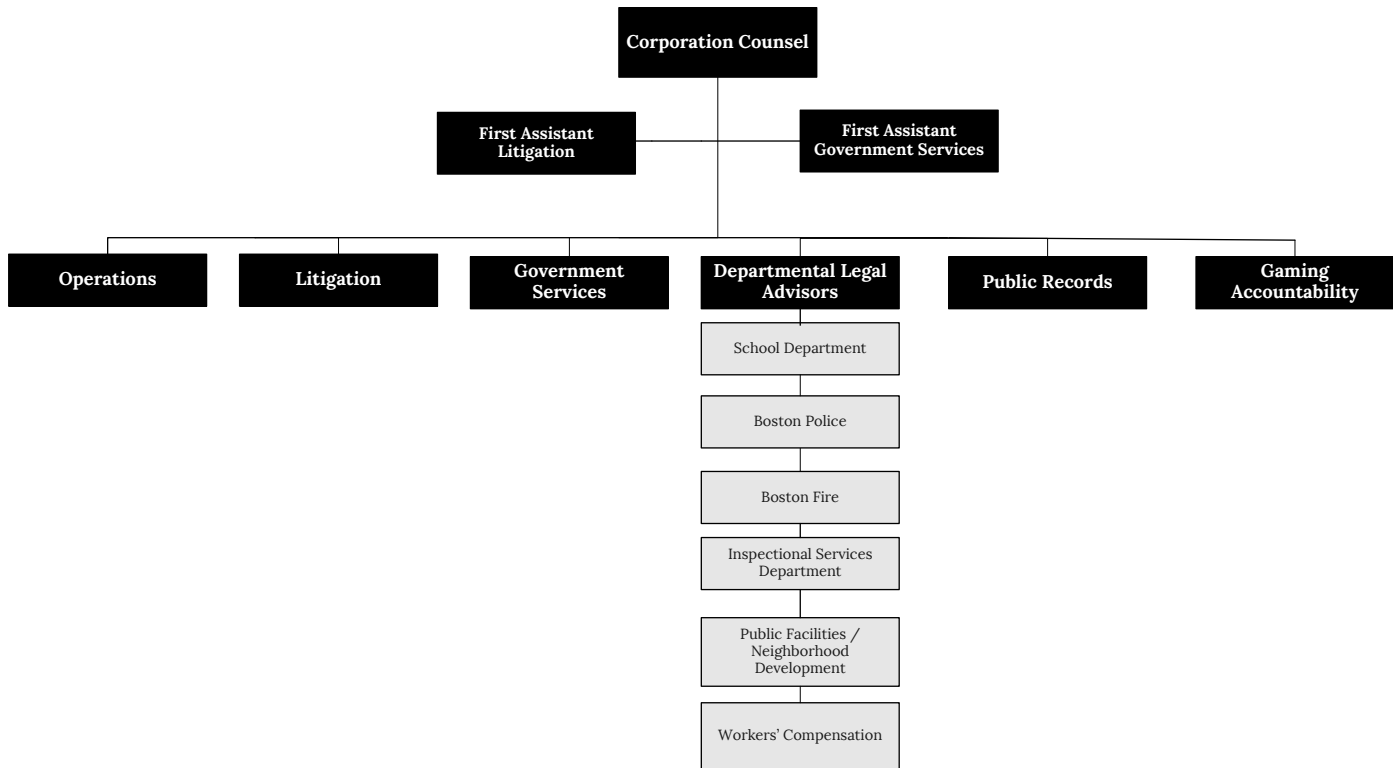 Corporation Counsel
First Assistant
Litigation
First Assistant
Government Services
Operations
Litigation
Government
Services
Departmental Legal
Advisors
Public Records
Gaming
Accountability
School Department
Boston Police
Boston Fire
Inspectional Services
Department
Public Facilities /
Neighborhood
Development
Workers’ Compensation